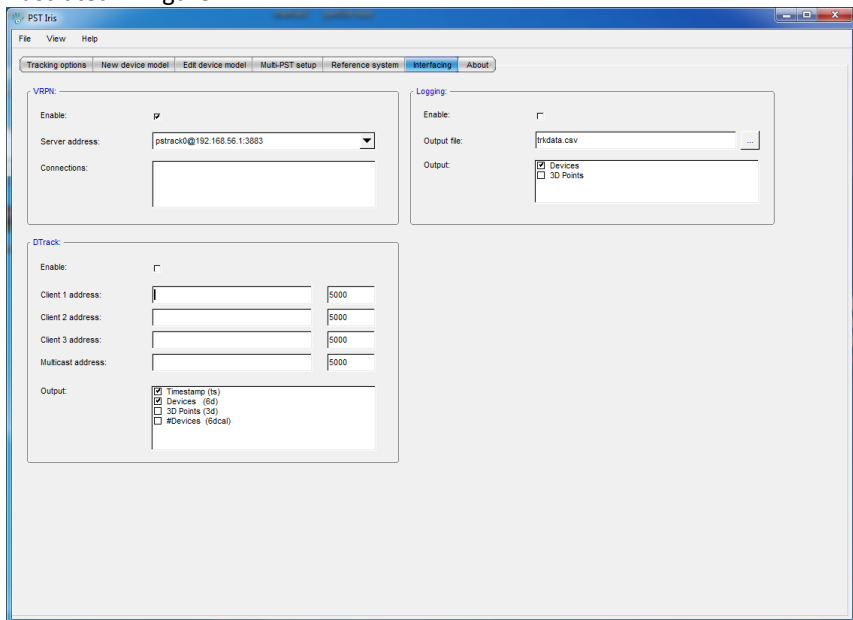 PST Iris
File View Help
Tracking options New device model Edit device model Multi-PST setup Reference system Interfacing About
VRPN:
Enable:
Server address: pstrack0@192.168.56.1:3883
Connections:
Logging:
Enable:
Output file: trkdata.csv ...
Output: Devices
3D Points
DTrack:
Enable:
Client 1 address: 5000
Client 2 address: 5000
Client 3 address: 5000
Multicast address: 5000
Output: Timestamp (ts)
Devices (6d)
3D Points (3d)
#Devices (6dcal)